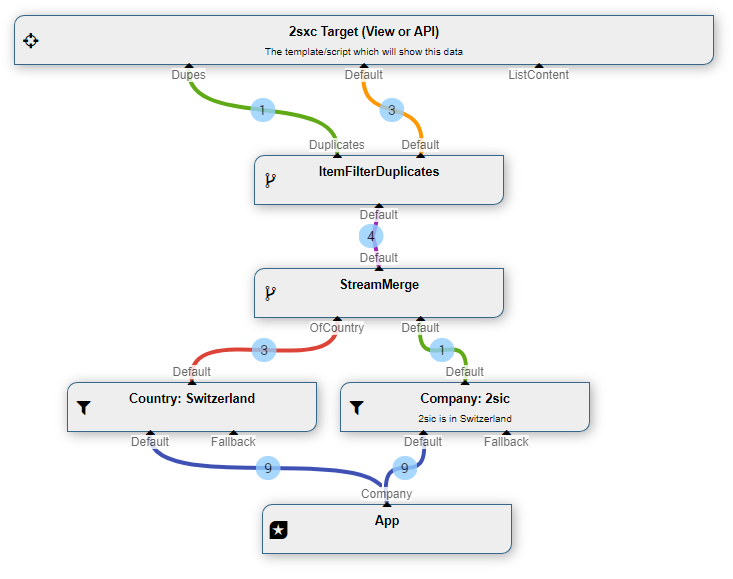 2sxc Target (View or API)
The template/script which will show this data
Dupes Default ListContent
1 3
Duplicates Default
ItemFilterDuplicates
Default
4
Default
StreamMerge
OfCountry Default
3 1
Default Default
Country: Switzerland Company: 2sic
2sic is in Switzerland
Default Fallback Default Fallback
9 9
Company
App